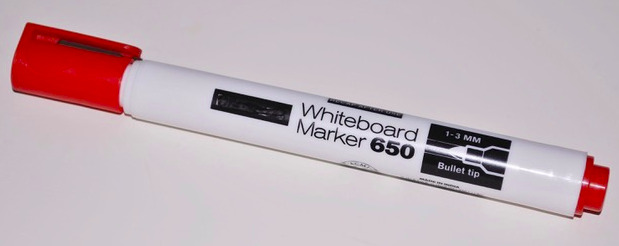 Whiteboard
Marker 650
1-3 MM
Bullet tip